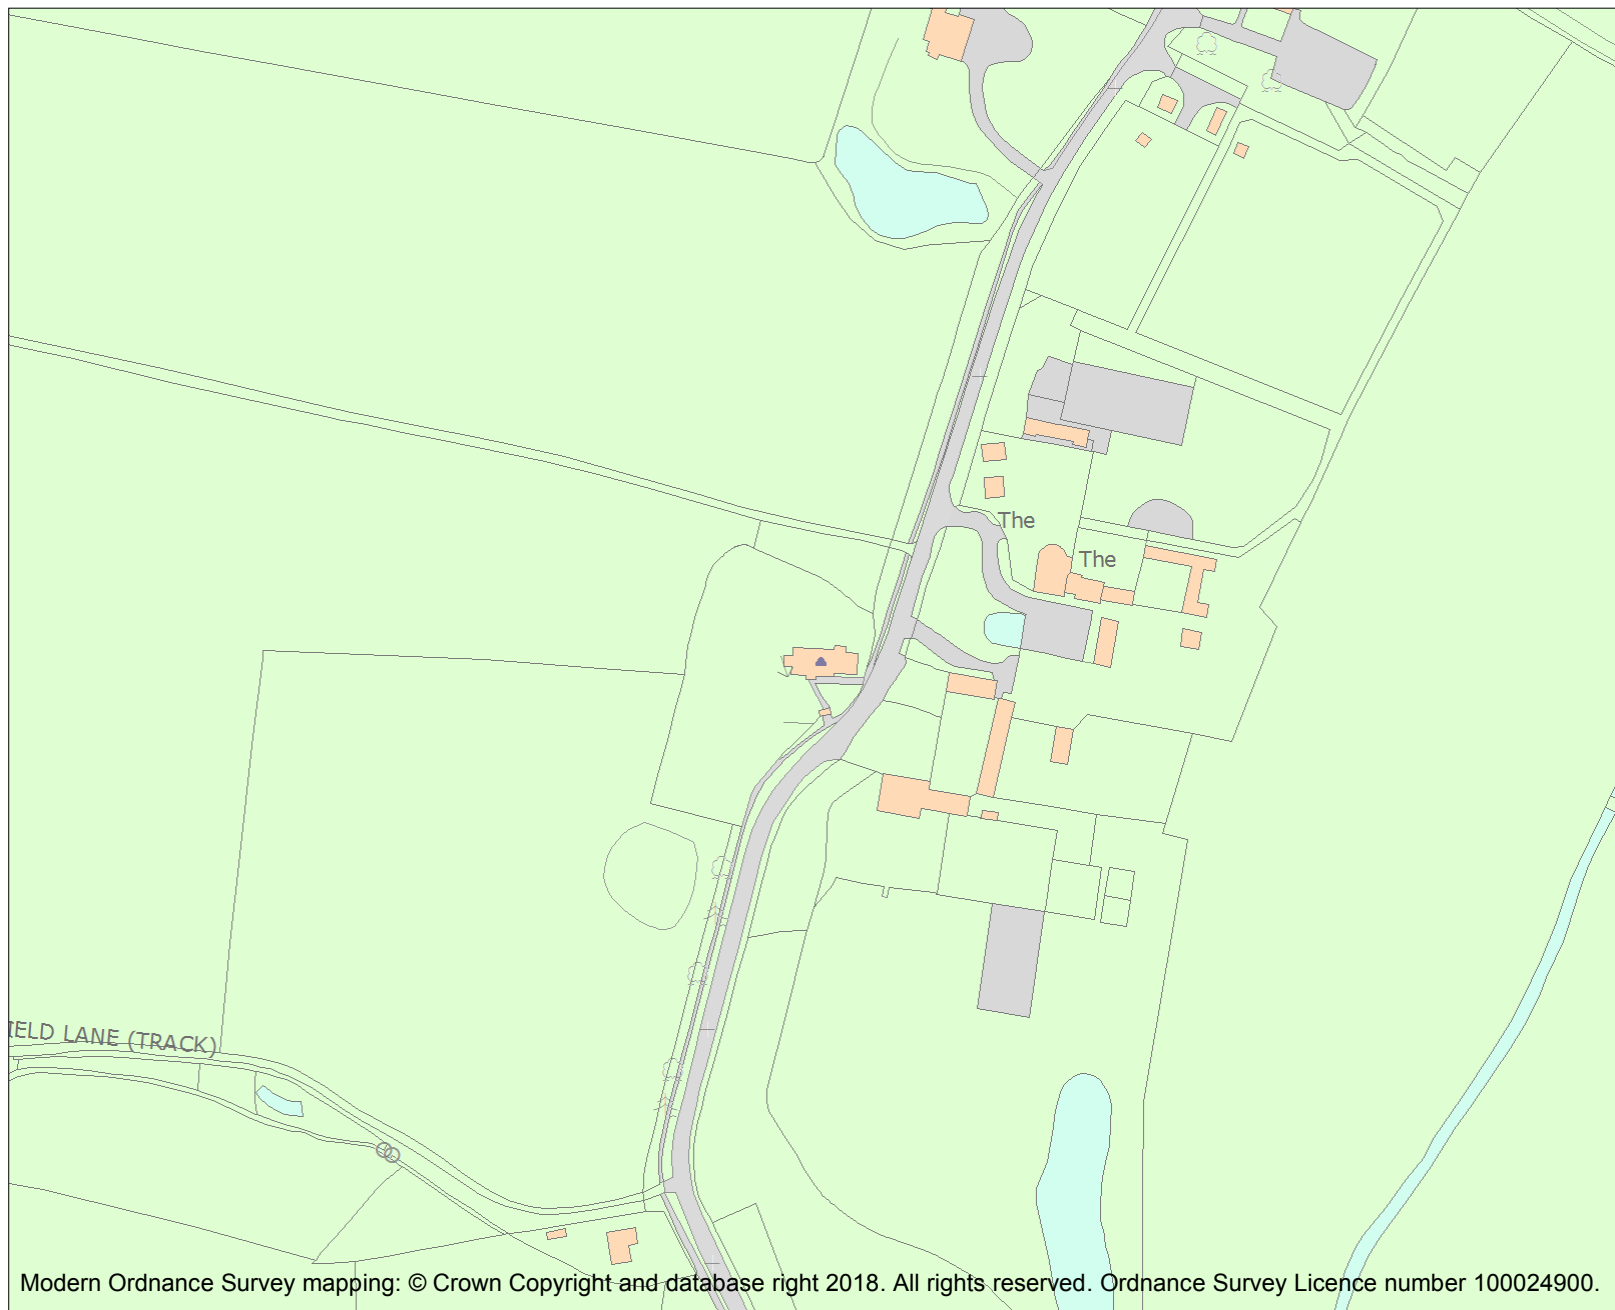 The
The
IELD LANE (TRACK)
Modern Ordnance Survey mapping: © Crown Copyright and database right 2018. All rights reserved. Ordnance Survey Licence number 100024900.